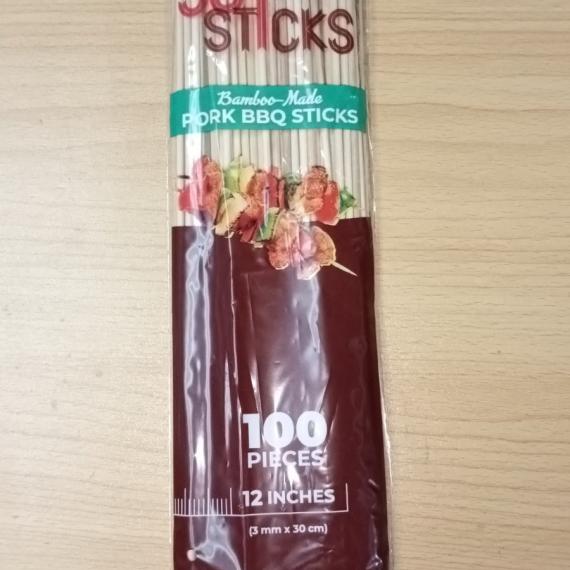 STICKS
Bamboo-Made
PORK BBQ STICKS
100
PIECES
12 INCHES
(3 mm x 30 cm)